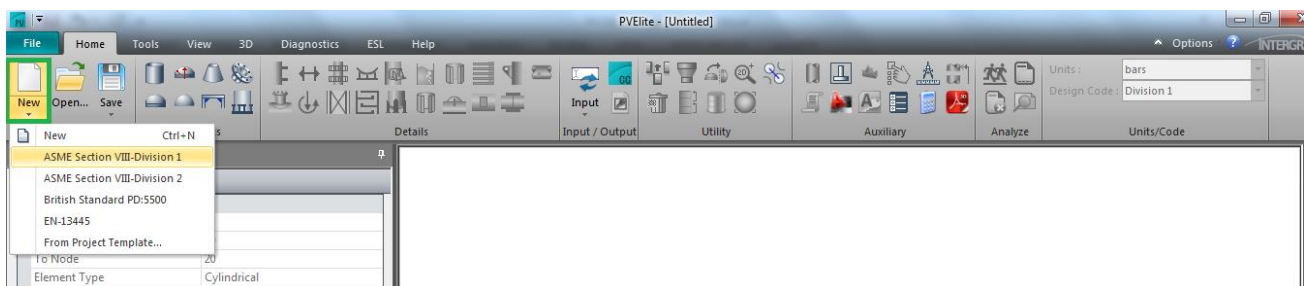 PVElite - [Untitled]
File Home Tools View 3D Diagnostics ESL Help Options INTERGR
New Open... Save Input Units : bars
Design Code : Division 1
Details Input / Output Utility Auxiliary Analyze Units/Code
New Ctrl+N
ASME Section VIII-Division 1
ASME Section VIII-Division 2
British Standard PD:5500
EN-13445
From Project Template...
To Node 20
Element Type Cylindrical